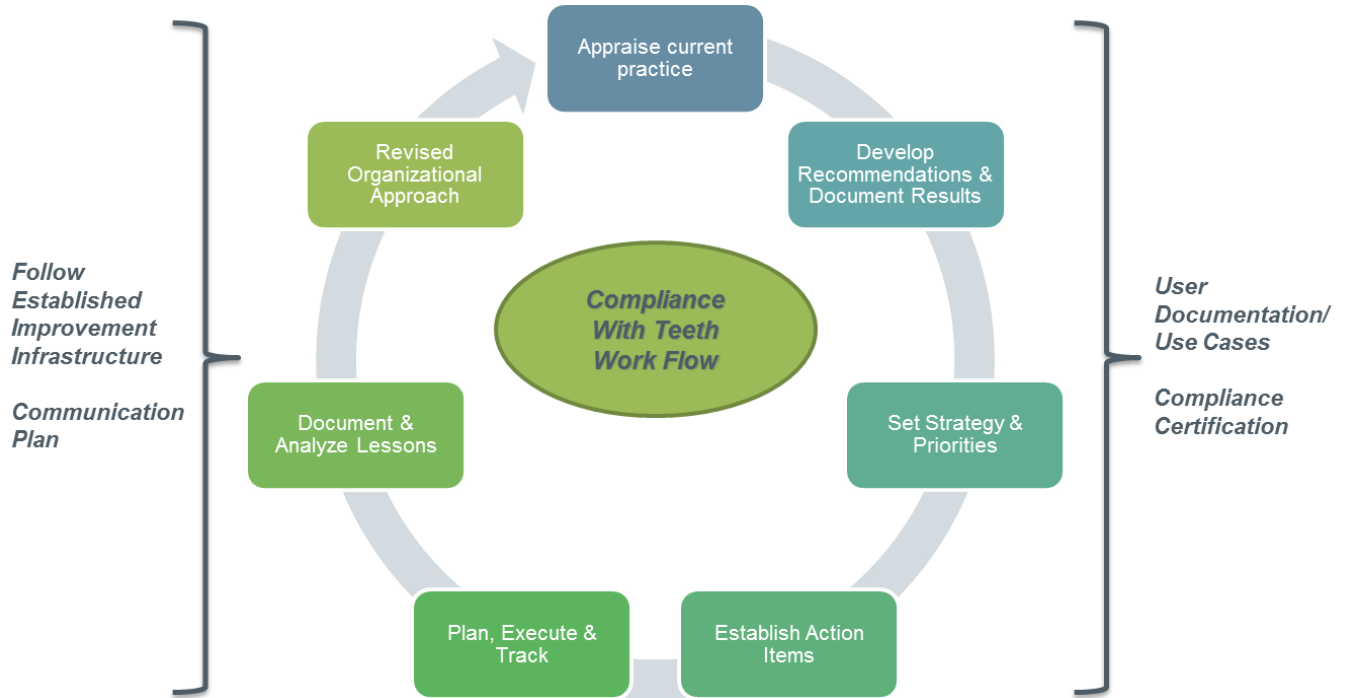 Appraise current
practice
Develop
Recommendations &
Document Results
Set Strategy &
Priorities
Establish Action
Items
Plan, Execute &
Track
Document &
Analyze Lessons
Revised
Organizational
Approach
Compliance
With Teeth
Work Flow
Follow
Established
Improvement
Infrastructure
Communication
Plan
User
Documentation/
Use Cases
Compliance
Certification